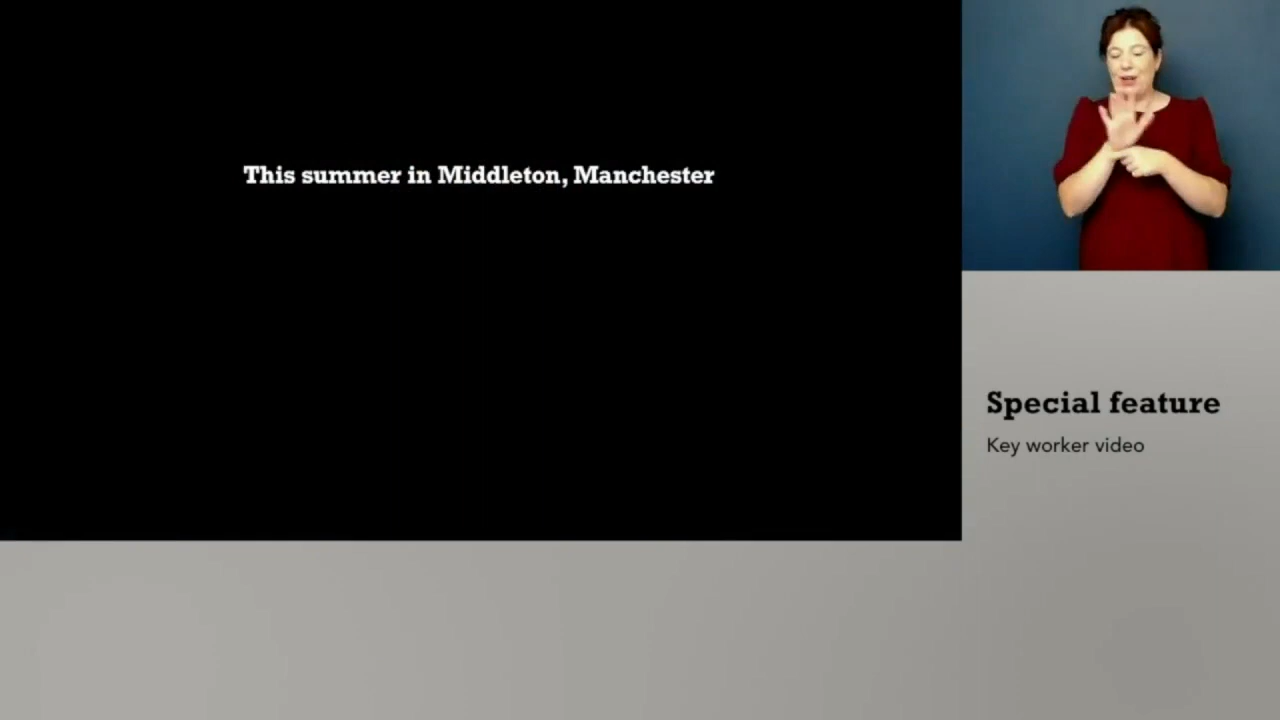 This summer in Middleton, Manchester
Special feature
Key worker video